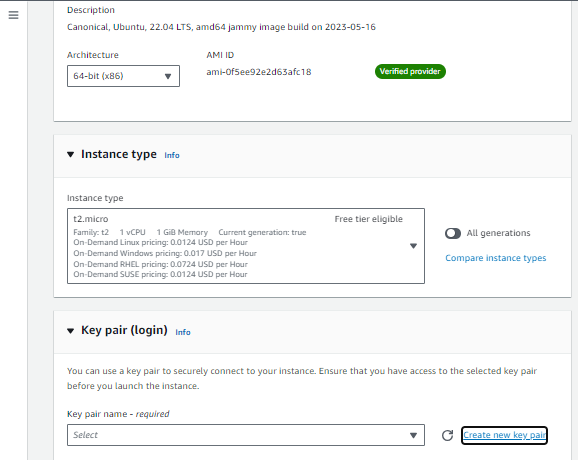 Description
Canonical, Ubuntu, 22.04 LTS, amd64 jammy image build on 2023-05-16
Architecture
AMI ID
64-bit (x86)
ami-0f5ee92e2d63afc18
Verified provider
Instance type Info
Instance type
t2.micro Free tier eligible
Family: t2 1 vCPU 1 GiB Memory Current generation: true
On-Demand Linux pricing: 0.0124 USD per Hour
On-Demand Windows pricing: 0.017 USD per Hour
On-Demand RHEL pricing: 0.0724 USD per Hour
On-Demand SUSE pricing: 0.0124 USD per Hour
All generations
Compare instance types
Key pair (login) Info
You can use a key pair to securely connect to your instance. Ensure that you have access to the selected key pair
before you launch the instance.
Key pair name - required
Select
Create new key pair